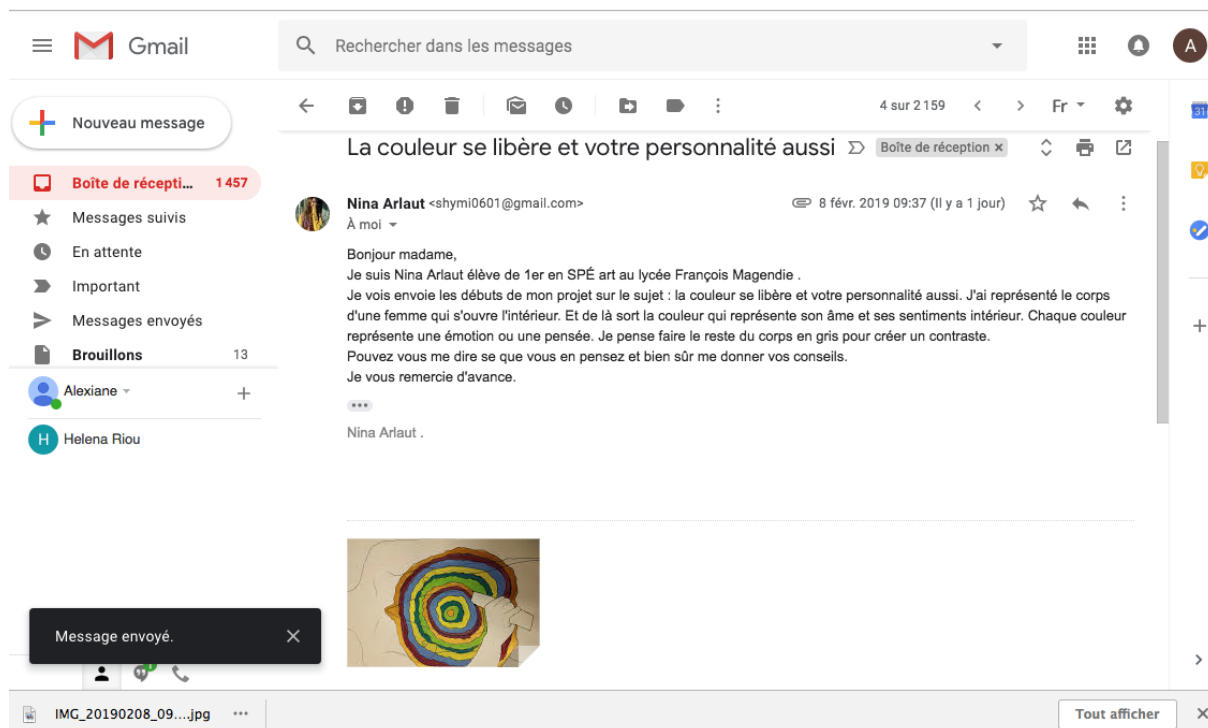 Gmail
Rechercher dans les messages
A
Nouveau message
4 sur 2 159
Fr
31
La couleur se libère et votre personnalité aussi
Boîte de réception ×
Boîte de récepti... 1 457
Messages suivis
En attente
Important
Messages envoyés
Brouillons 13
Alexiane
H Helena Riou
Nina Arlaut <shymi0601@gmail.com>
8 févr. 2019 09:37 (Il y a 1 jour)
À moi
Bonjour madame,
Je suis Nina Arlaut élève de 1er en SPÉ art au lycée François Magendie .
Je vois envoie les débuts de mon projet sur le sujet : la couleur se libère et votre personnalité aussi. J'ai représenté le corps
d'une femme qui s'ouvre l'intérieur. Et de là sort la couleur qui représente son âme et ses sentiments intérieur. Chaque couleur
représente une émotion ou une pensée. Je pense faire le reste du corps en gris pour créer un contraste.
Pouvez vous me dire se que vous en pensez et bien sûr me donner vos conseils.
Je vous remercie d'avance.
Nina Arlaut .
Message envoyé.
IMG_20190208_09....jpg
Tout afficher